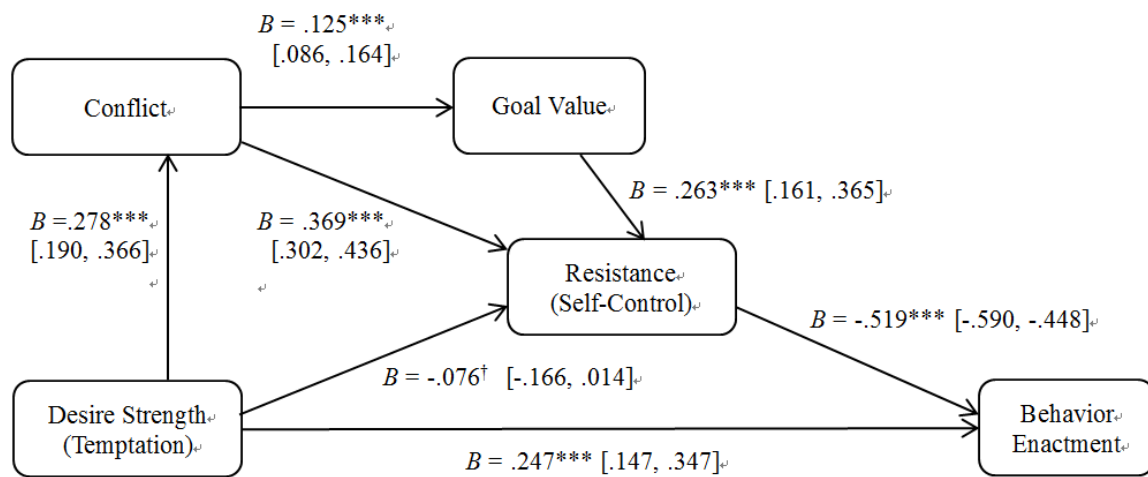 B = .125***
[.086, .164]
Conflict
Goal Value
B = .263*** [.161, .365]
B =.278***
[.190, .366]
B = .369***
[.302, .436]
Resistance
(Self-Control)
B = -.519*** [-.590, -.448]
B = -.076† [-.166, .014]
Desire Strength
(Temptation)
Behavior
Enactment
B = .247*** [.147, .347]